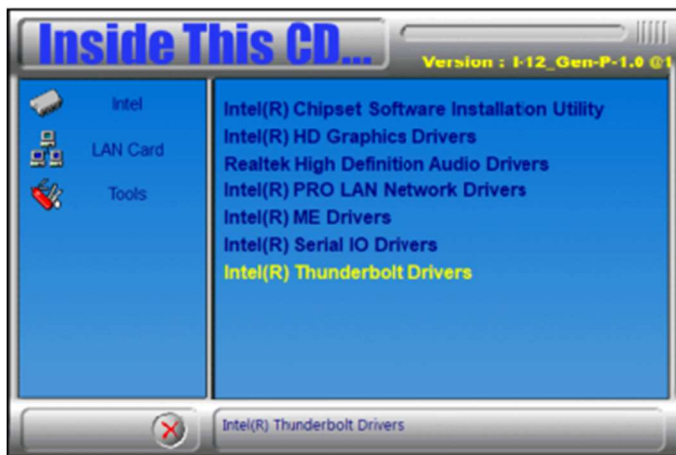 Inside This CD...
Version : I-12_Gen-P-1.0 @1
Intel
LAN Card
Tools
Intel(R) Chipset Software Installation Utility
Intel(R) HD Graphics Drivers
Realtek High Definition Audio Drivers
Intel(R) PRO LAN Network Drivers
Intel(R) ME Drivers
Intel(R) Serial IO Drivers
Intel(R) Thunderbolt Drivers
Intel(R) Thunderbolt Drivers